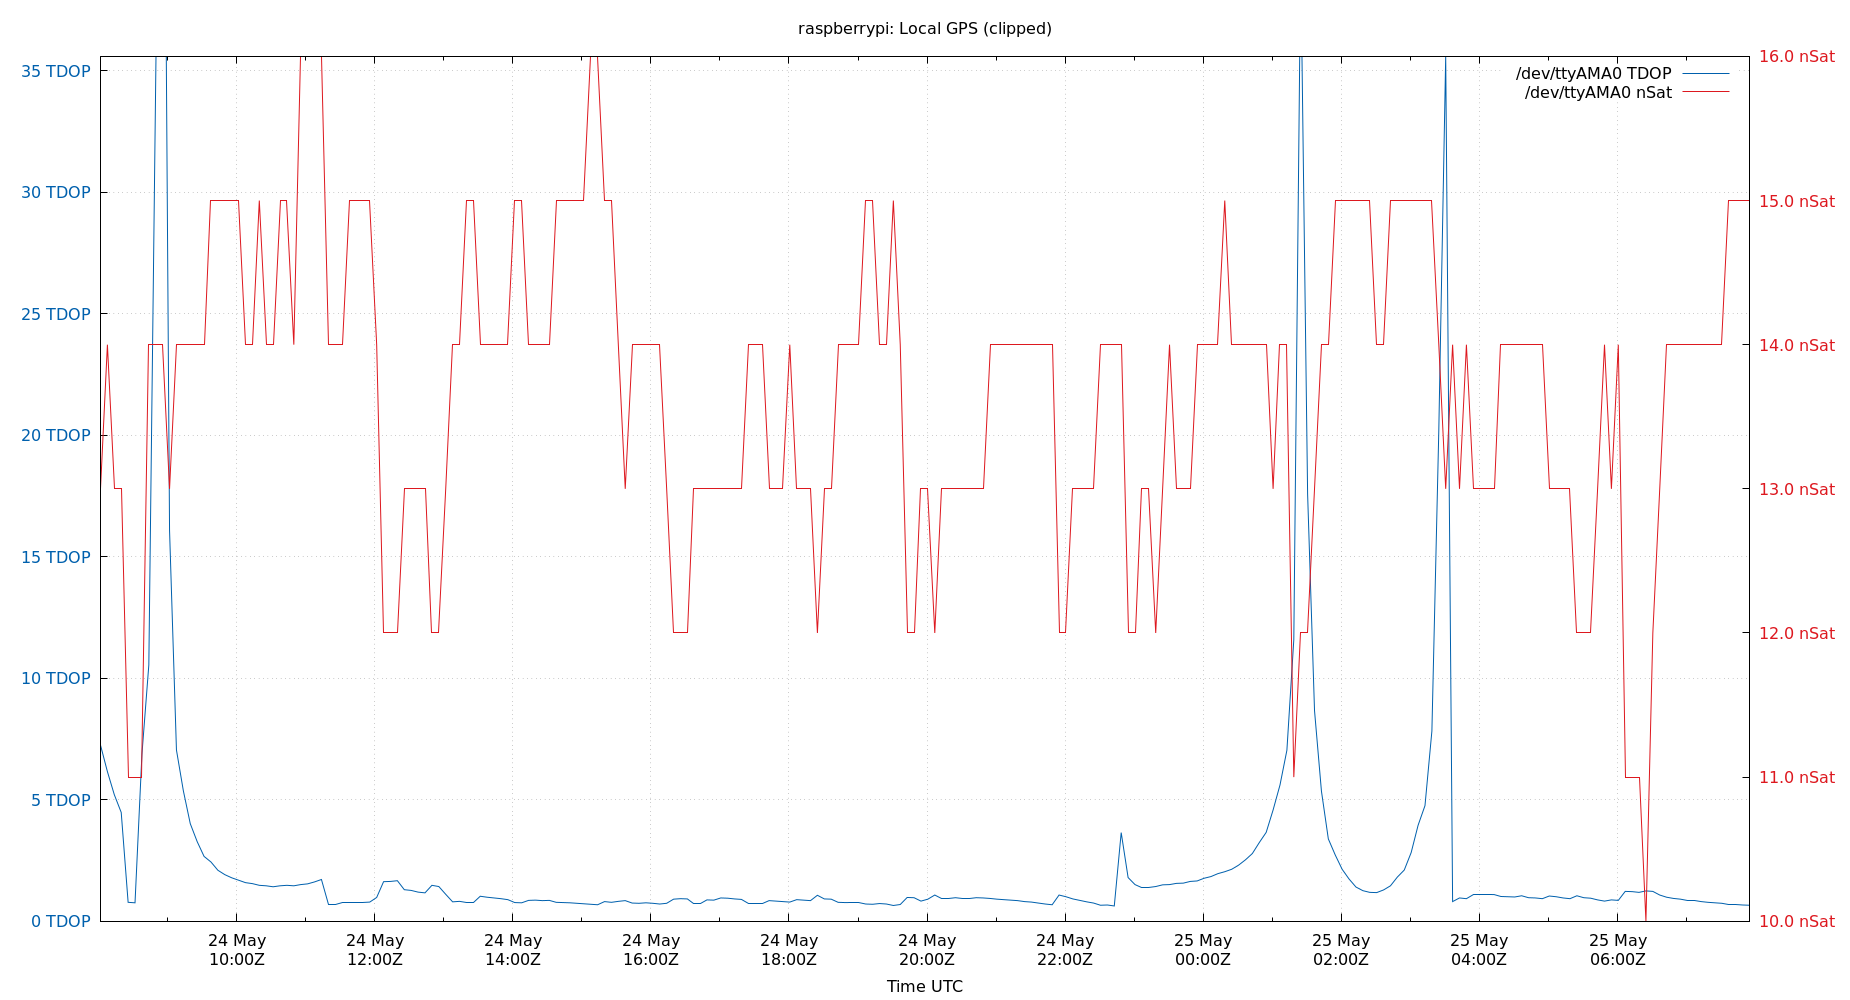 raspberrypi: Local GPS (clipped)
35 TDOP
30 TDOP
25 TDOP
20 TDOP
15 TDOP
10 TDOP
5 TDOP
0 TDOP
/dev/ttyAMA0 TDOP
/dev/ttyAMA0 nSat
16.0 nSat
15.0 nSat
14.0 nSat
13.0 nSat
12.0 nSat
11.0 nSat
10.0 nSat
24 May
10:00Z
24 May
12:00Z
24 May
14:00Z
24 May
16:00Z
24 May
18:00Z
24 May
20:00Z
24 May
22:00Z
25 May
00:00Z
25 May
02:00Z
25 May
04:00Z
25 May
06:00Z
Time UTC